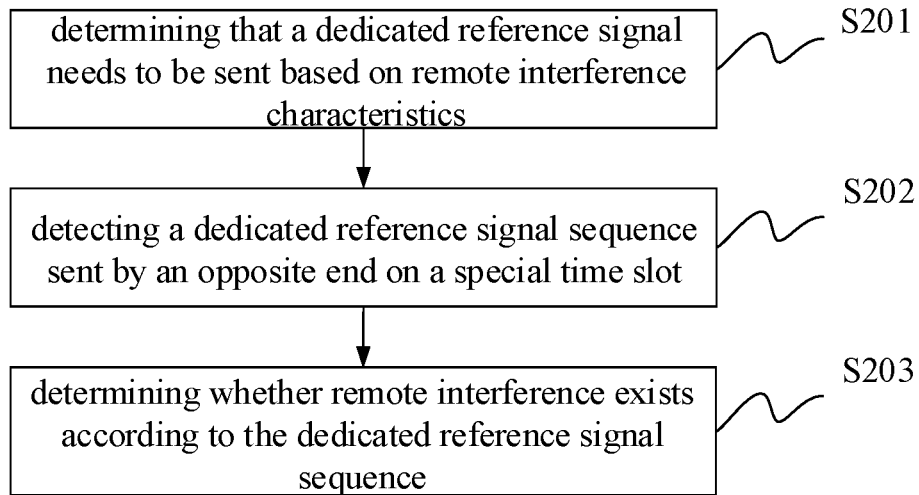 determining that a dedicated reference signal
needs to be sent based on remote interference
characteristics
S201
detecting a dedicated reference signal sequence
sent by an opposite end on a special time slot
S202
determining whether remote interference exists
according to the dedicated reference signal
sequence
S203